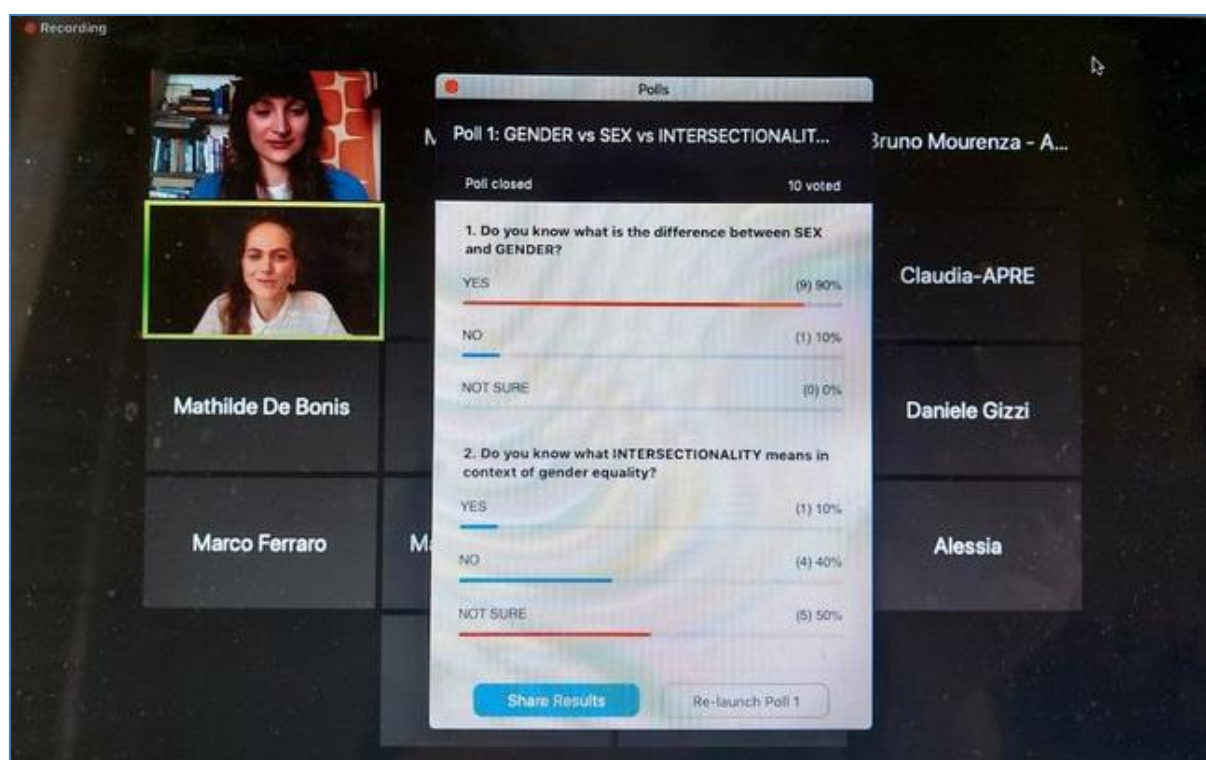 Recording
Polls
Poll 1: GENDER vs SEX vs INTERSECTIONALIT...
Bruno Mourenza - A...
Poll closed
10 voted
1. Do you know what is the difference between SEX
and GENDER?
YES
(9) 90%
Claudia-APRE
NO
(1) 10%
NOT SURE
(0) 0%
Mathilde De Bonis
Daniele Gizzi
2. Do you know what INTERSECTIONALITY means in
context of gender equality?
YES
(1) 10%
Marco Ferraro
Alessia
NO
(4) 40%
NOT SURE
(5) 50%
Share Results
Re-launch Poll 1